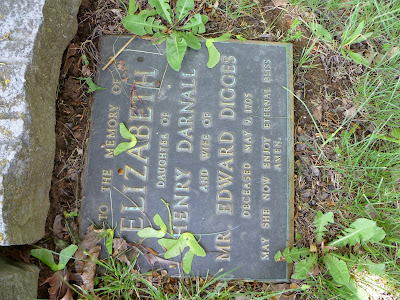 TO THE MEMORY OF
ELIZABETH
DAUGHTER OF
HENRY DARNALL
AND WIFE OF
MR. EDWARD DIGGES
DECEASED MAY 9, 1705
MAY SHE NOW ENJOY ETERNAL BLISS
AMEN.